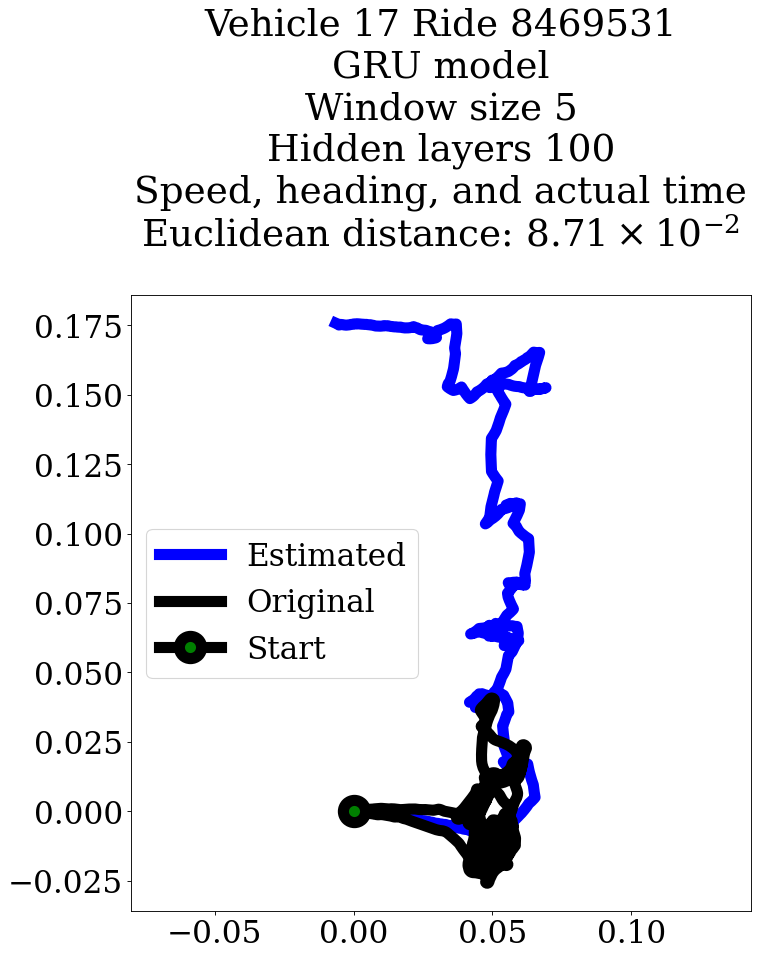 Vehicle 17 Ride 8469531
GRU model
Window size 5
Hidden layers 100
Speed, heading, and actual time
Euclidean distance: 8.71 × 10⁻²
0.175
0.150
0.125
0.100
0.075
0.050
0.025
0.000
−0.025
Estimated
Original
Start
−0.05
0.00
0.05
0.10